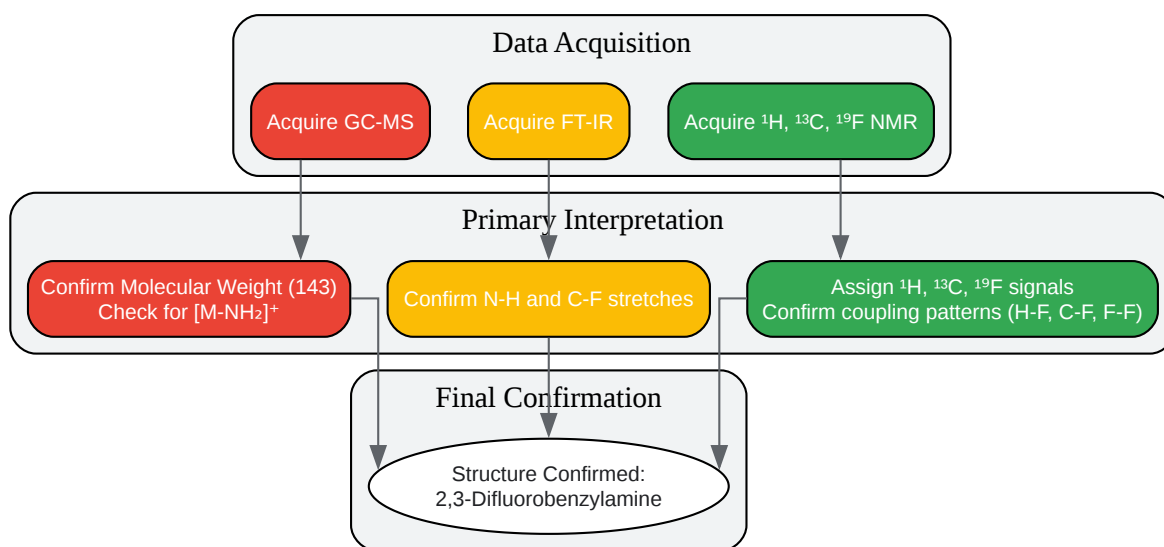 Data Acquisition
Acquire GC-MS
Acquire FT-IR
Acquire ¹H, ¹³C, ¹⁹F NMR
Primary Interpretation
Confirm Molecular Weight (143)
Check for [M-NH₂]⁺
Confirm N-H and C-F stretches
Assign ¹H, ¹³C, ¹⁹F signals
Confirm coupling patterns (H-F, C-F, F-F)
Final Confirmation
Structure Confirmed:
2,3-Difluorobenzylamine